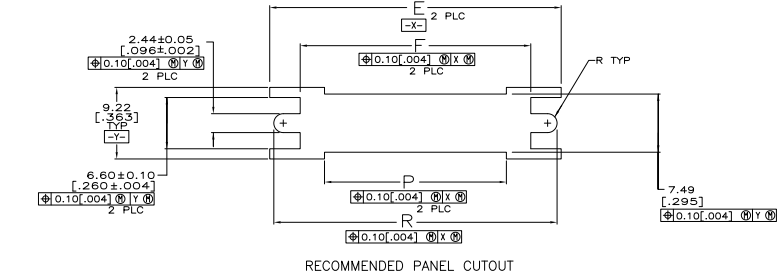 E
2 PLC
-X-
2.44±0.05
[.096±.002]
⌖ 0.10[.004] Ⓜ Y Ⓜ
2 PLC
F
⌖ 0.10[.004] Ⓜ X Ⓜ
2 PLC
R TYP
9.22
[.363]
TYP
-Y-
6.60±0.10
[.260±.004]
⌖ 0.10[.004] Ⓜ Y Ⓜ
2 PLC
P
⌖ 0.10[.004] Ⓜ X Ⓜ
2 PLC
R
⌖ 0.10[.004] Ⓜ X Ⓜ
7.49
[.295]
⌖ 0.10[.004] Ⓜ Y Ⓜ
RECOMMENDED PANEL CUTOUT